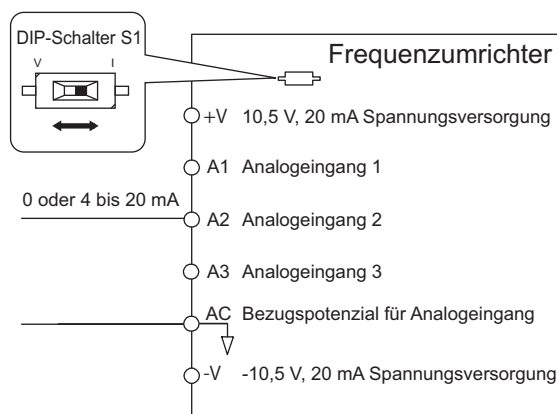 DIP-Schalter S1
V I
Frequenzumrichter
+V 10,5 V, 20 mA Spannungsversorgung
A1 Analogeingang 1
0 oder 4 bis 20 mA
A2 Analogeingang 2
A3 Analogeingang 3
AC Bezugspotenzial für Analogeingang
-V -10,5 V, 20 mA Spannungsversorgung